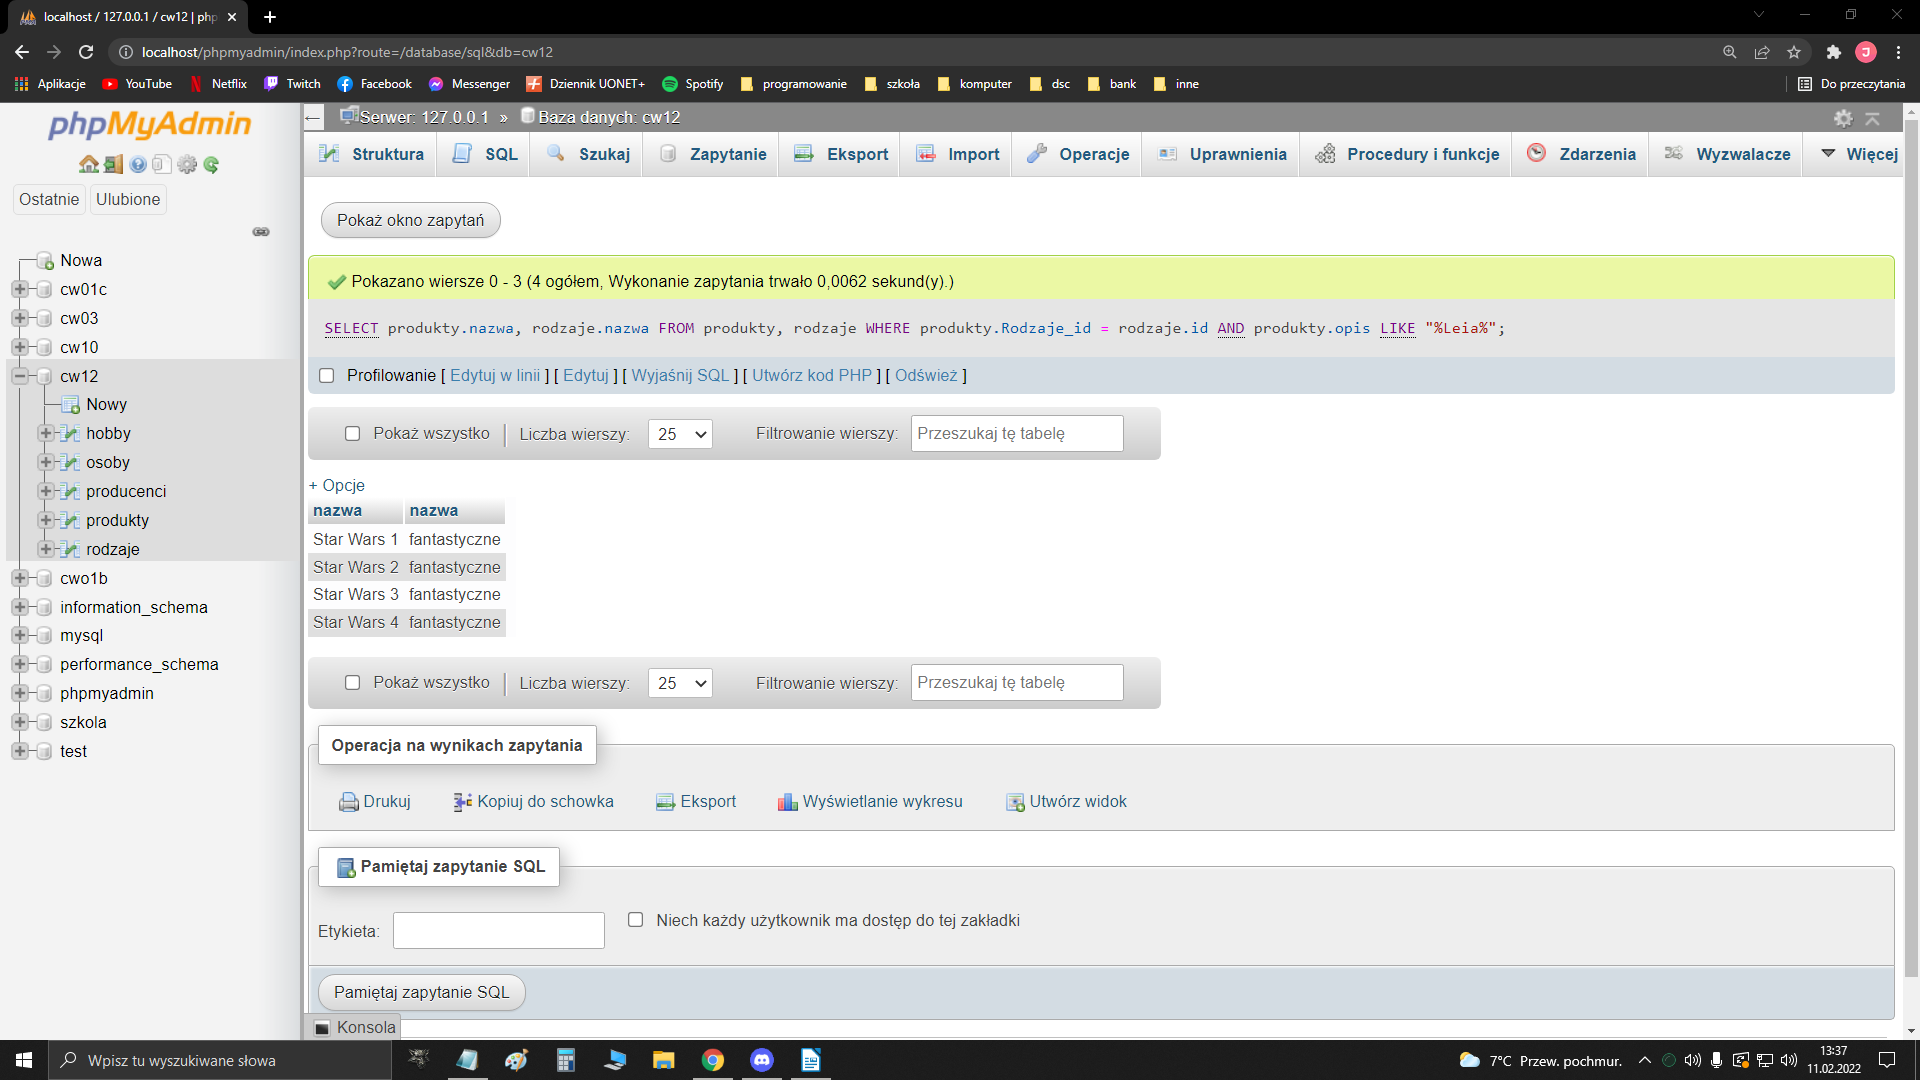 localhost / 127.0.0.1 / cw12 | php
localhost/phpmyadmin/index.php?route=/database/sql&db=cw12
Aplikacje YouTube Netflix Twitch Facebook Messenger Dziennik UONET+ Spotify programowanie szkoła komputer dsc bank inne Do przeczytania
phpMyAdmin
Ostatnie Ulubione
Nowa
cw01c
cw03
cw10
cw12
Nowy
hobby
osoby
producenci
produkty
rodzaje
cwo1b
information_schema
mysql
performance_schema
phpmyadmin
szkola
test
Serwer: 127.0.0.1 » Baza danych: cw12
Struktura SQL Szukaj Zapytanie Eksport Import Operacje Uprawnienia Procedury i funkcje Zdarzenia Wyzwalacze Więcej
Pokaż okno zapytań
Pokazano wiersze 0 - 3 (4 ogółem, Wykonanie zapytania trwało 0,0062 sekund(y).)
SELECT produkty.nazwa, rodzaje.nazwa FROM produkty, rodzaje WHERE produkty.Rodzaje_id = rodzaje.id AND produkty.opis LIKE "%Leia%";
Profilowanie [ Edytuj w linii ] [ Edytuj ] [ Wyjaśnij SQL ] [ Utwórz kod PHP ] [ Odśwież ]
Pokaż wszystko | Liczba wierszy: 25 Filtrowanie wierszy: Przeszukaj tę tabelę
+ Opcje
nazwa nazwa
Star Wars 1 fantastyczne
Star Wars 2 fantastyczne
Star Wars 3 fantastyczne
Star Wars 4 fantastyczne
Pokaż wszystko | Liczba wierszy: 25 Filtrowanie wierszy: Przeszukaj tę tabelę
Operacja na wynikach zapytania
Drukuj Kopiuj do schowka Eksport Wyświetlanie wykresu Utwórz widok
Pamiętaj zapytanie SQL
Etykieta: Niech każdy użytkownik ma dostęp do tej zakładki
Pamiętaj zapytanie SQL
Konsola
Wpisz tu wyszukiwane słowa
7°C Przew. pochmur.
13:37
11.02.2022
J